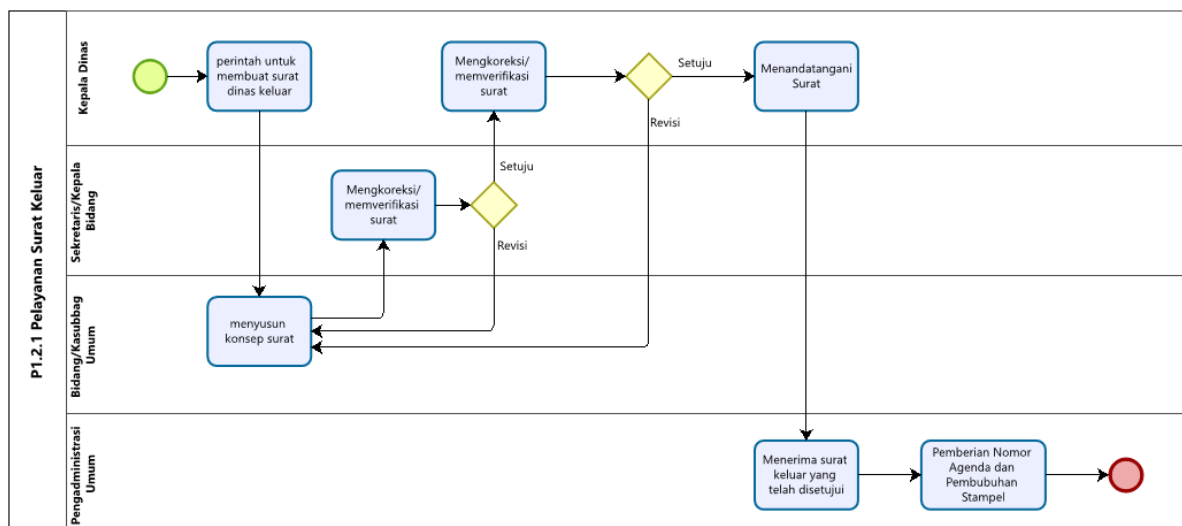 P1.2.1 Pelayanan Surat Keluar
Kepala Dinas
perintah untuk
membuat surat
dinas keluar
Mengkoreksi/
memverifikasi
surat
Setuju
Revisi
Menandatangani
Surat
Sekretaris/Kepala
Bidang
Mengkoreksi/
memverifikasi
surat
Setuju
Revisi
Bidang/Kasubbag
Umum
menyusun
konsep surat
Pengadministrasi
Umum
Menerima surat
keluar yang
telah disetujui
Pemberian Nomor
Agenda dan
Pembubuhan
Stampel